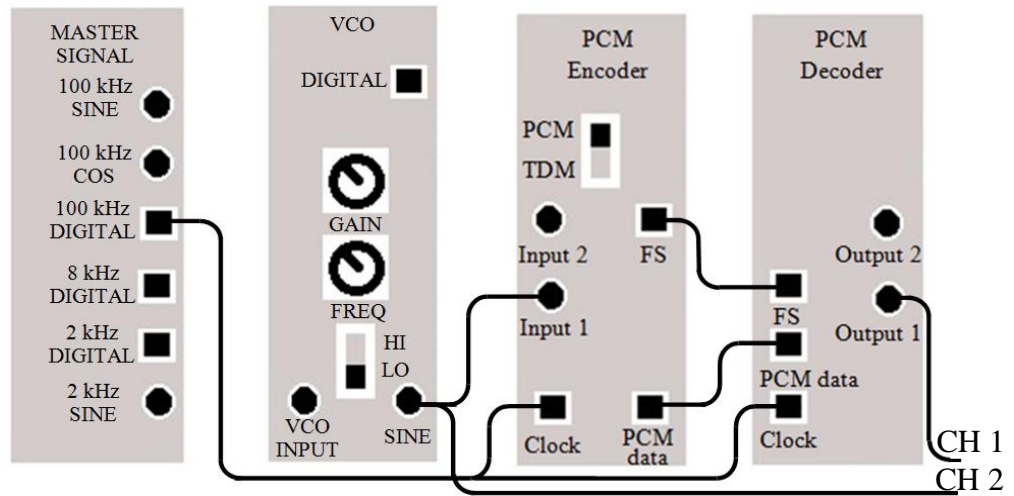 MASTER
SIGNAL
100 kHz
SINE
100 kHz
COS
100 kHz
DIGITAL
8 kHz
DIGITAL
2 kHz
DIGITAL
2 kHz
SINE
VCO
DIGITAL
GAIN
FREQ
HI
LO
VCO
INPUT
SINE
PCM
Encoder
PCM
TDM
Input 2
FS
Input 1
Clock
PCM
data
PCM
Decoder
Output 2
FS
Output 1
PCM data
Clock
CH 1
CH 2